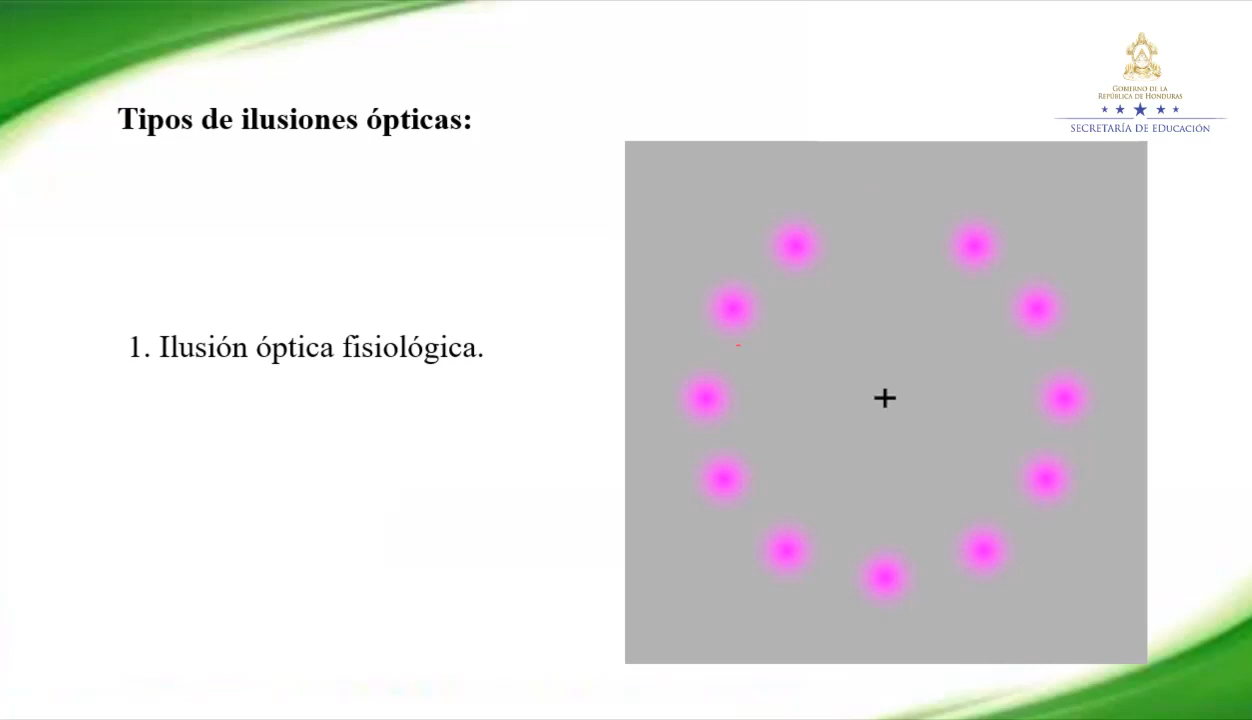 Tipos de ilusiones ópticas:
GOBIERNO DE LA
REPÚBLICA DE HONDURAS
SECRETARÍA DE EDUCACIÓN
1. Ilusión óptica fisiológica.
+